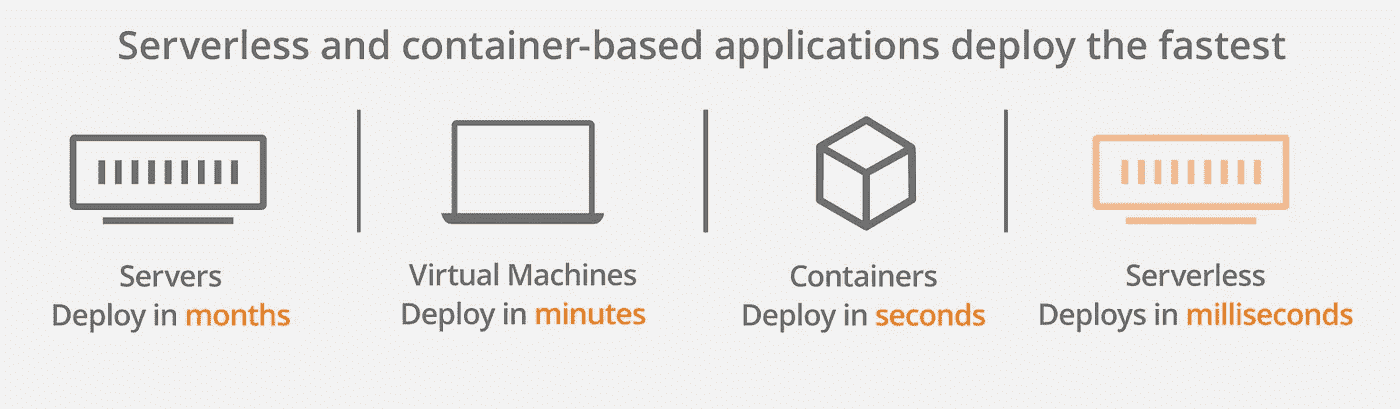 Serverless and container-based applications deploy the fastest
Servers
Deploy in months
Virtual Machines
Deploy in minutes
Containers
Deploy in seconds
Serverless
Deploys in milliseconds